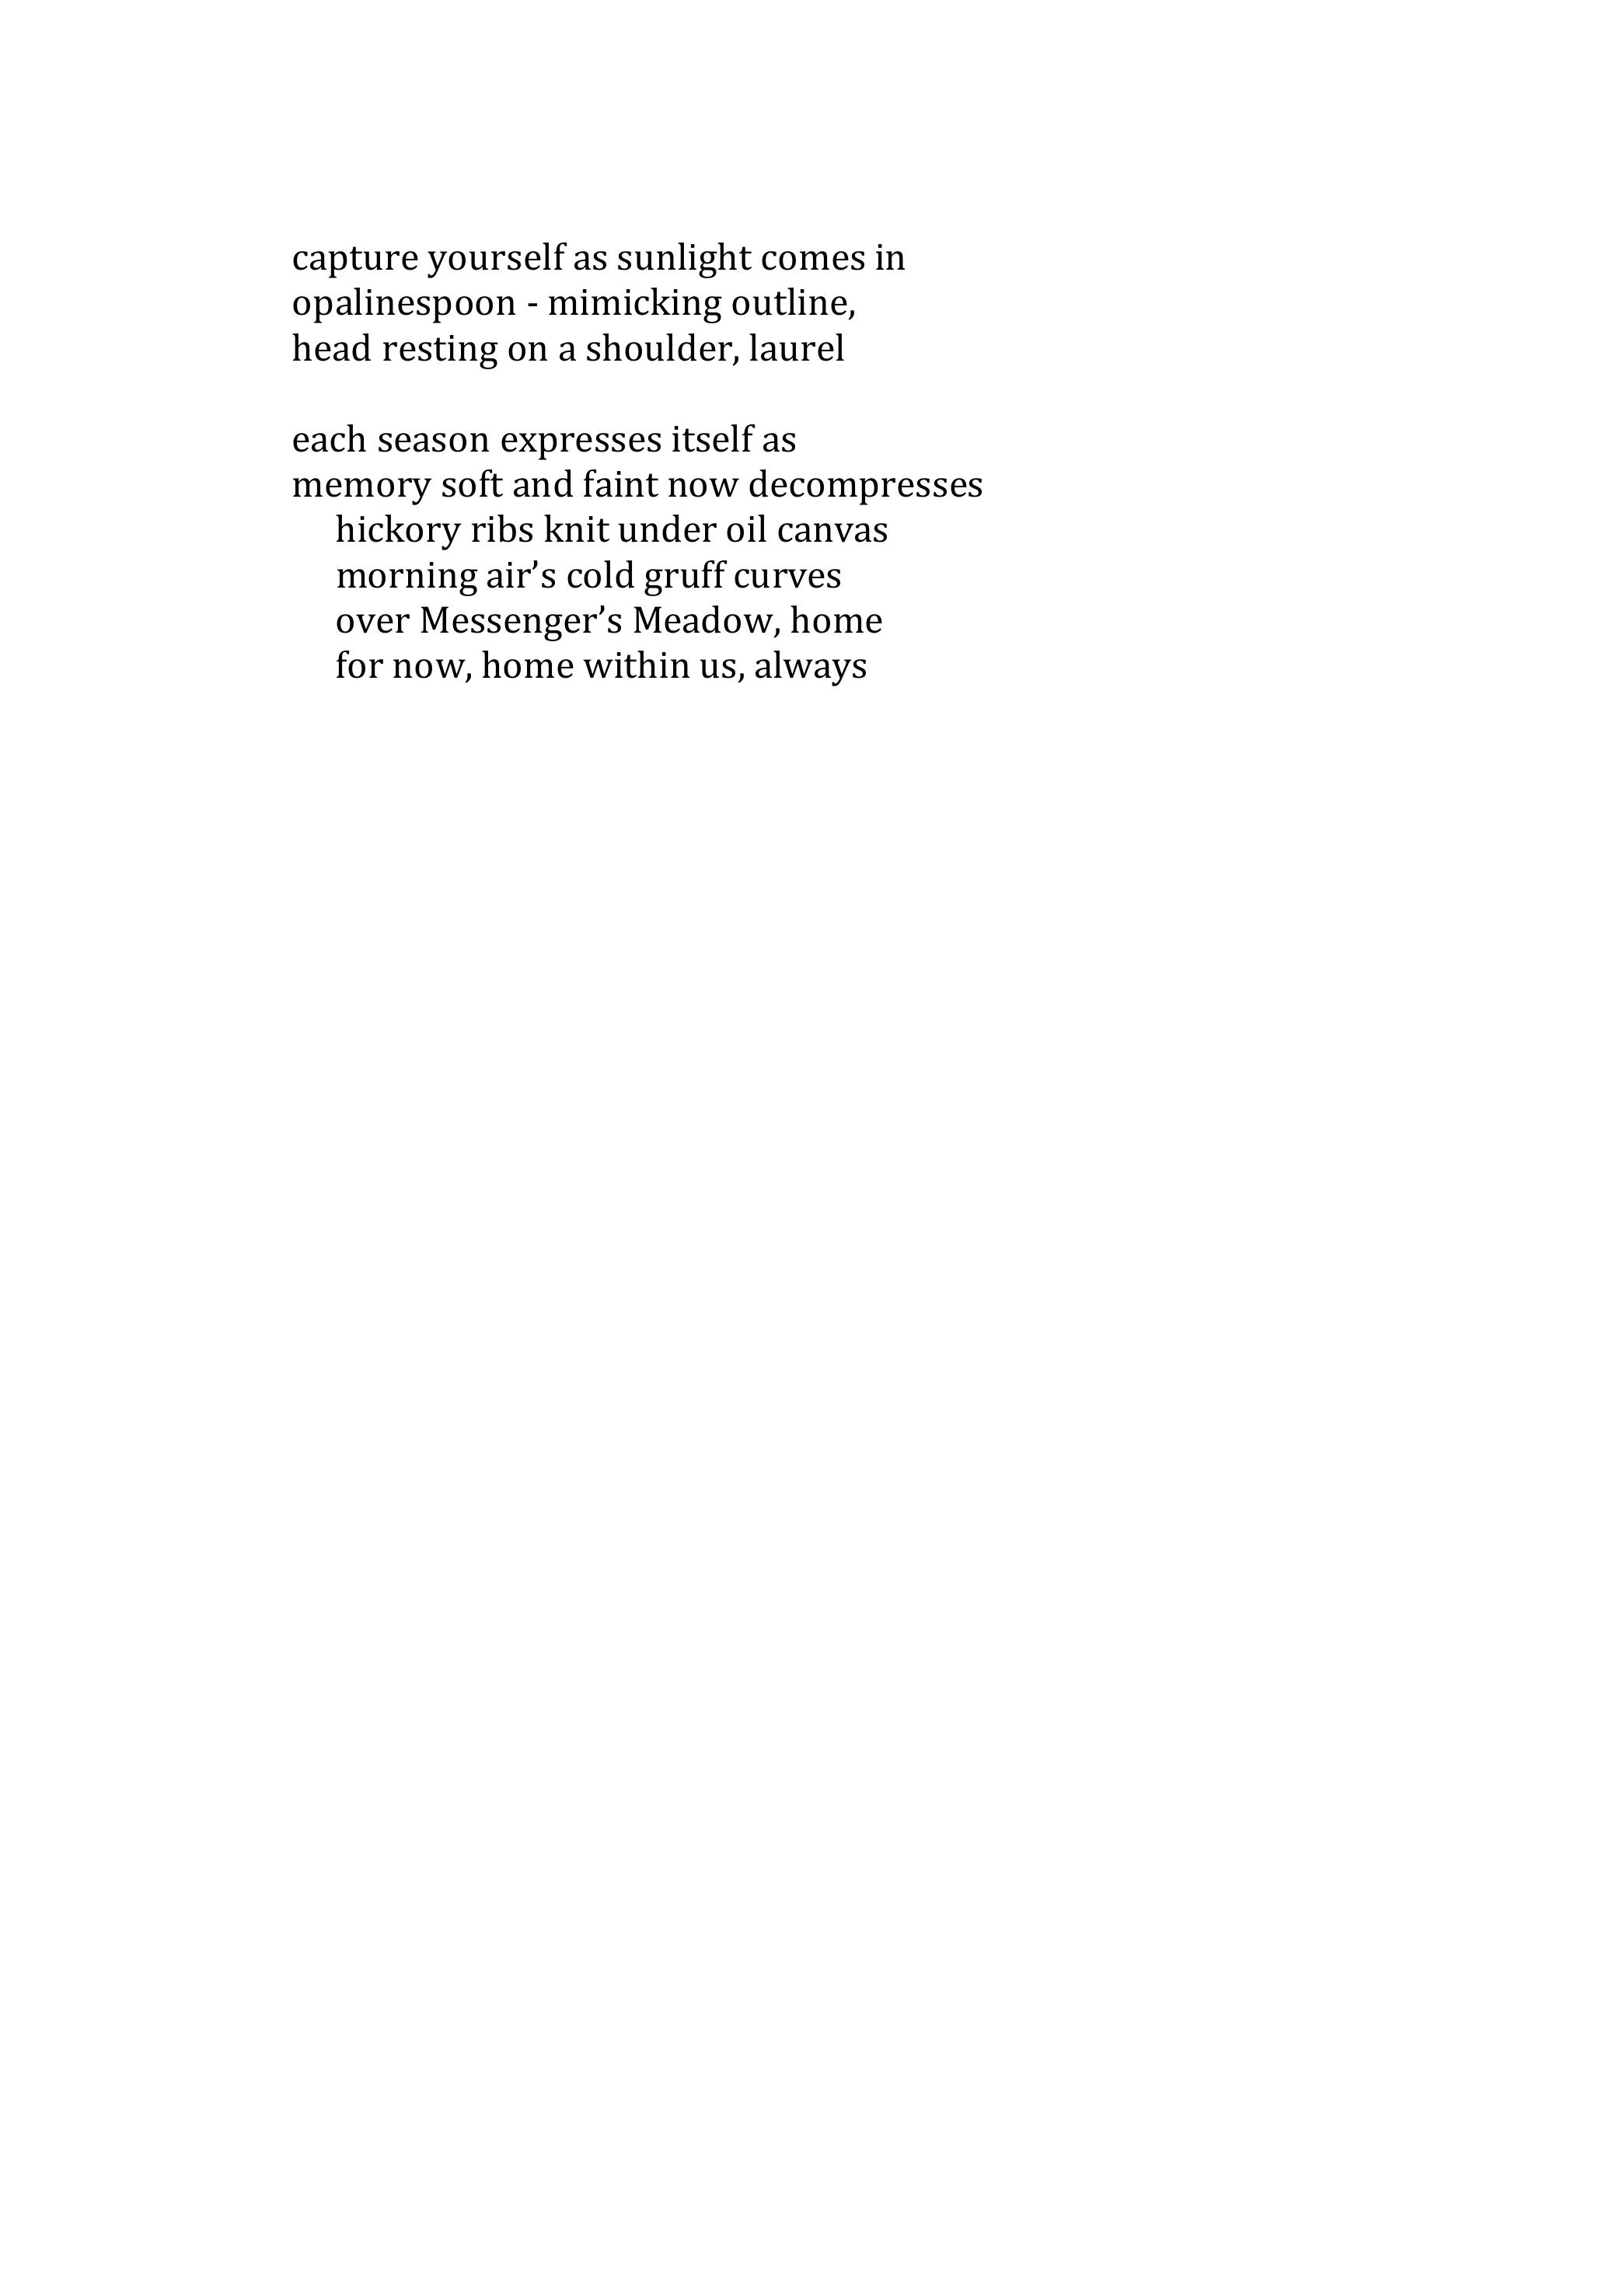 capture yourself as sunlight comes in
opalinespoon - mimicking outline,
head resting on a shoulder, laurel

each season expresses itself as
memory soft and faint now decompresses
hickory ribs knit under oil canvas
morning air’s cold gruff curves
over Messenger’s Meadow, home
for now, home within us, always